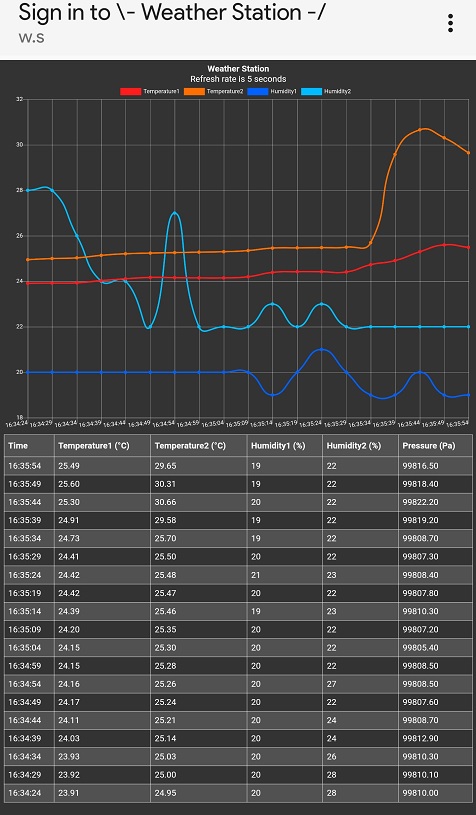 Sign in to \- Weather Station -/
w.s
Weather Station
Refresh rate is 5 seconds
Temperature1 Temperature2 Humidity1 Humidity2
32
30
28
26
24
22
20
18
16:34:24 16:34:29 16:34:34 16:34:39 16:34:44 16:34:49 16:34:54 16:34:59 16:35:04 16:35:09 16:35:14 16:35:19 16:35:24 16:35:29 16:35:34 16:35:39 16:35:44 16:35:49 16:35:54
Time Temperature1 (°C) Temperature2 (°C) Humidity1 (%) Humidity2 (%) Pressure (Pa)
16:35:54 25.49 29.65 19 22 99816.50
16:35:49 25.60 30.31 19 22 99818.40
16:35:44 25.30 30.66 20 22 99822.20
16:35:39 24.91 29.58 19 22 99819.20
16:35:34 24.73 25.70 19 22 99808.70
16:35:29 24.41 25.50 20 22 99807.30
16:35:24 24.42 25.48 21 23 99808.40
16:35:19 24.42 25.47 20 22 99807.80
16:35:14 24.39 25.46 19 23 99810.30
16:35:09 24.20 25.35 20 22 99807.20
16:35:04 24.15 25.30 20 22 99805.40
16:34:59 24.15 25.28 20 22 99808.50
16:34:54 24.16 25.26 20 27 99808.50
16:34:49 24.17 25.24 20 22 99807.60
16:34:44 24.11 25.21 20 24 99808.70
16:34:39 24.03 25.14 20 24 99812.90
16:34:34 23.93 25.03 20 26 99810.30
16:34:29 23.92 25.00 20 28 99810.10
16:34:24 23.91 24.95 20 28 99810.00